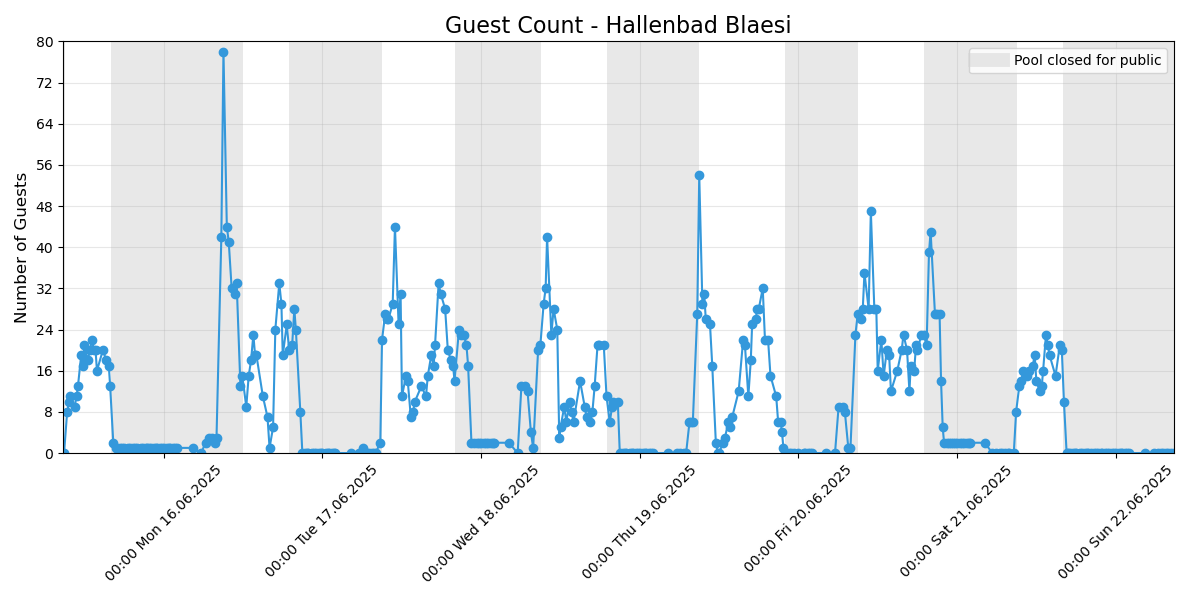 Guest Count - Hallenbad Blaesi
Pool closed for public
Number of Guests
80
72
64
56
48
40
32
24
16
8
0
00:00 Mon 16.06.2025
00:00 Tue 17.06.2025
00:00 Wed 18.06.2025
00:00 Thu 19.06.2025
00:00 Fri 20.06.2025
00:00 Sat 21.06.2025
00:00 Sun 22.06.2025